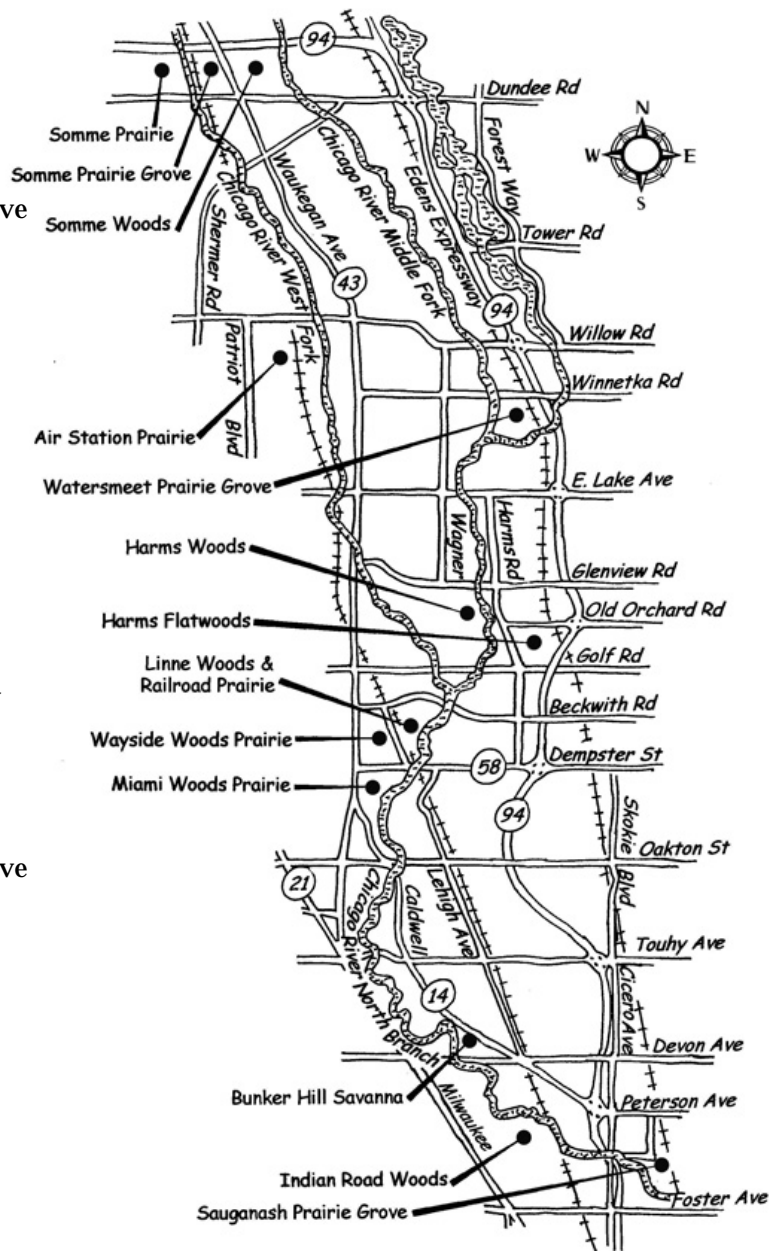 94
Dundee Rd
Somme Prairie
Somme Prairie Grove
Somme Woods
ve
N
W
E
S
Forest Way
Edens Expressway
Chicago River Middle Fork
Waukegan Ave
Chicago River West Fork
Shermer Rd
Tower Rd
43
94
Patriot Blvd
Willow Rd
Winnetka Rd
Air Station Prairie
Watersmeet Prairie Grove
E. Lake Ave
Harms Woods
Wagner
Harms Rd
Glenview Rd
Harms Flatwoods
Old Orchard Rd
Golf Rd
Linne Woods &
Railroad Prairie
Beckwith Rd
Wayside Woods Prairie
58
Dempster St
Miami Woods Prairie
94
Skokie Blvd
Oakton St
ve
21
Chicago River North Branch
Caldwell
Lehigh Ave
Touhy Ave
Cicero Ave
14
Devon Ave
Bunker Hill Savanna
Milwaukee
Peterson Ave
Indian Road Woods
Sauganash Prairie Grove
Foster Ave